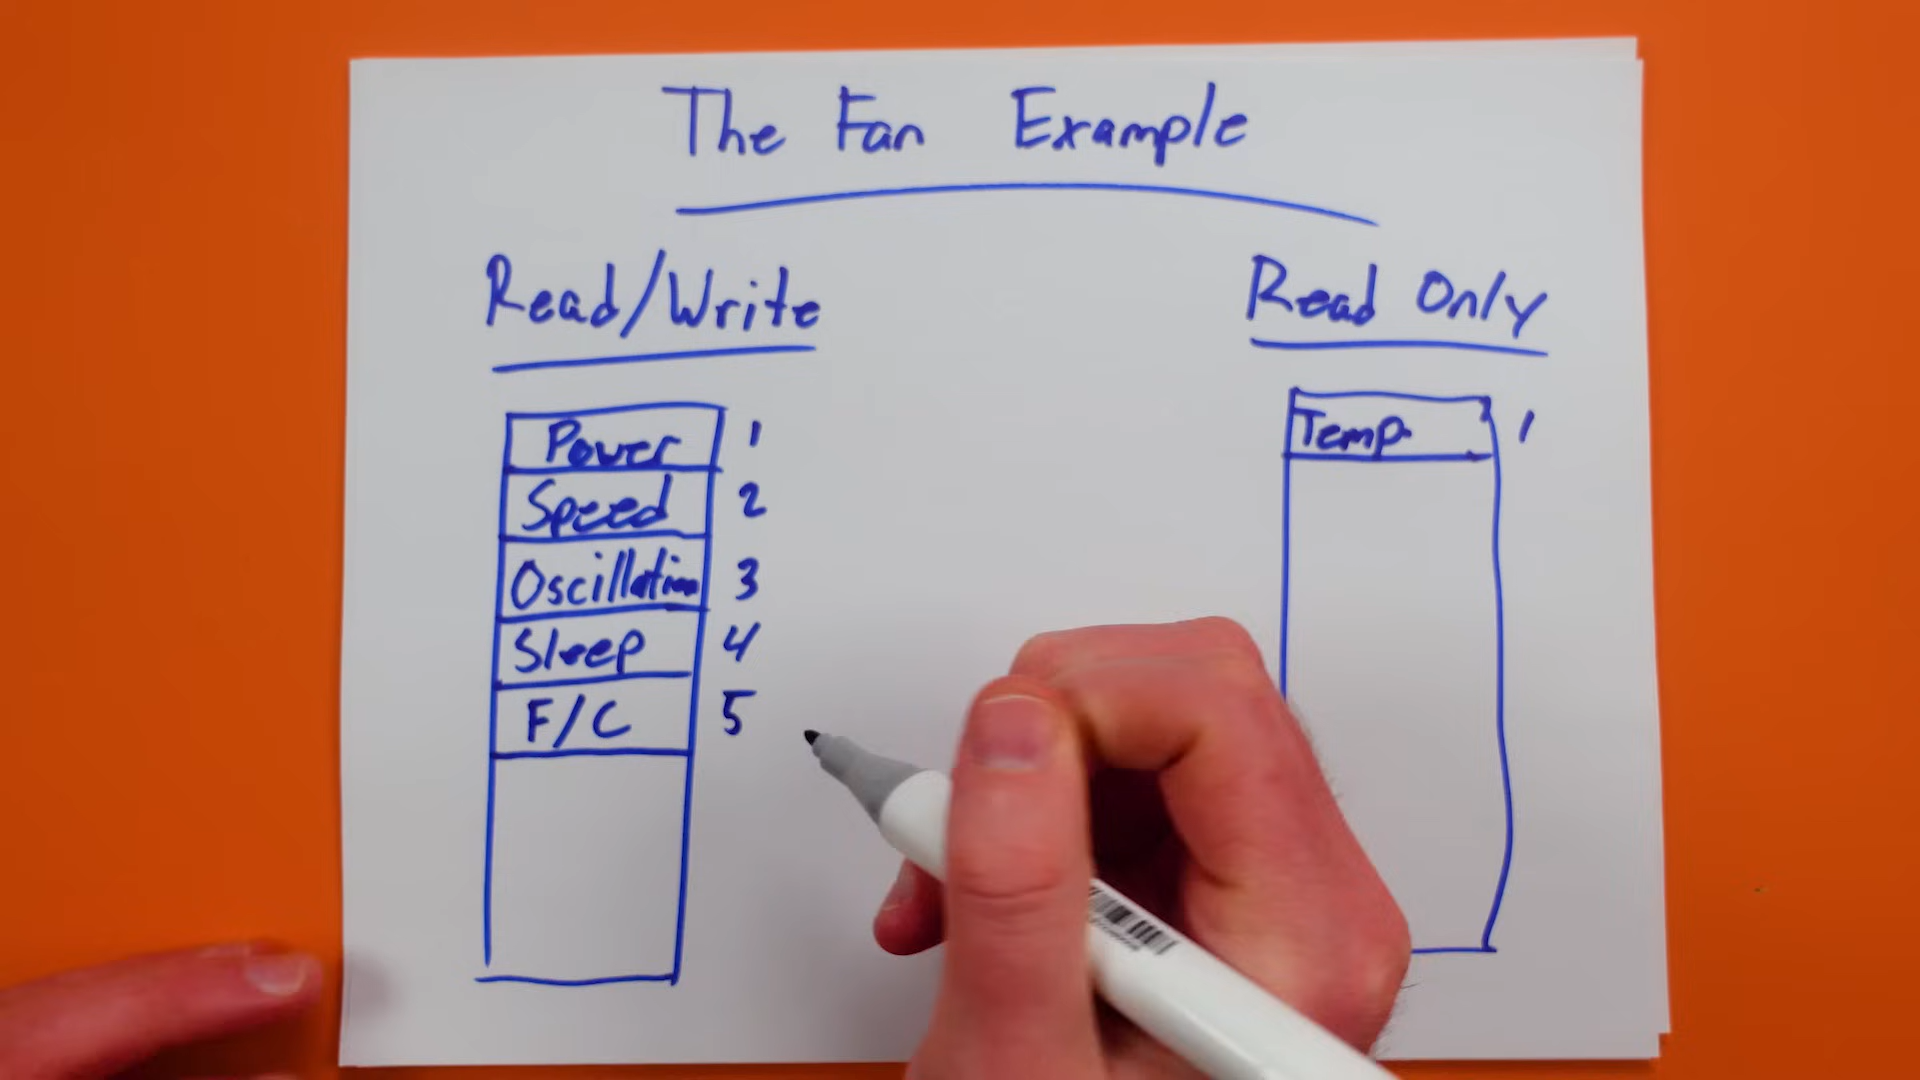 The Fan Example
Read/Write
Read Only
Power 1
Speed 2
Oscillation 3
Sleep 4
F/C 5
Temp 1